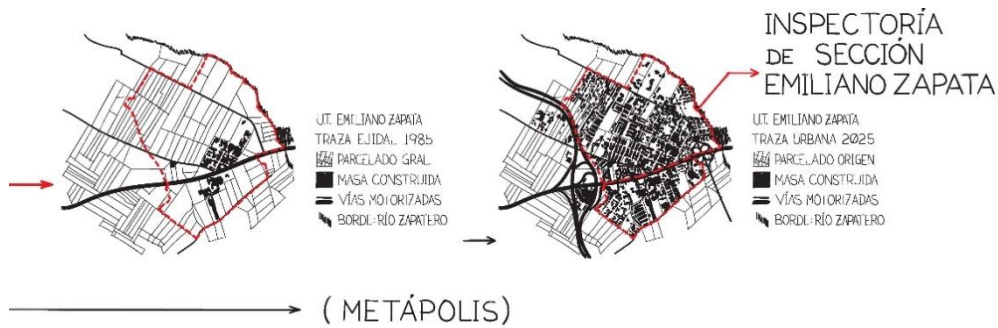 INSPECTORÍA
DE SECCIÓN
EMILIANO ZAPATA
U.T. EMILIANO ZAPATA
TRAZA EJIDAL 1985
PARCELADO GRAL
MASA CONSTRUIDA
VÍAS MOTORIZADAS
BORDE: RÍO ZAPATERO
U.T. EMILIANO ZAPATA
TRAZA URBANA 2025
PARCELADO ORIGEN
MASA CONSTRUIDA
VÍAS MOTORIZADAS
BORDE: RÍO ZAPATERO
(METÁPOLIS)